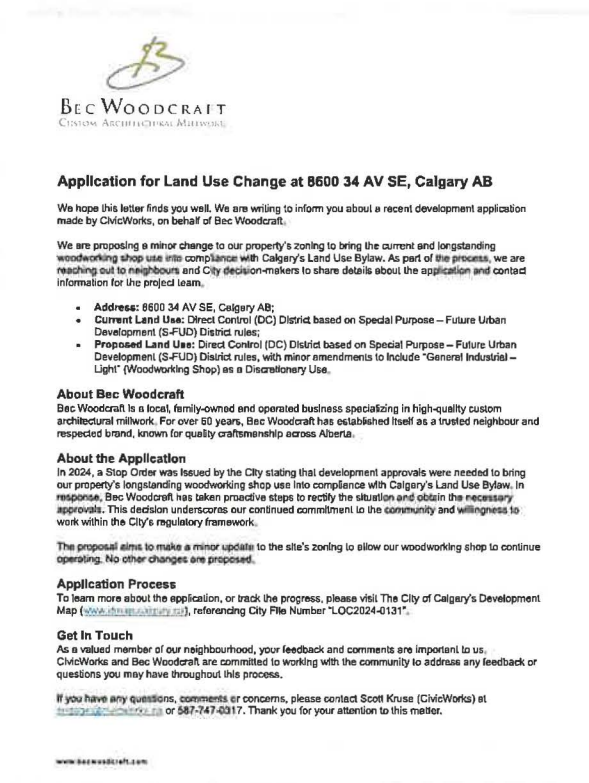 BEC WOODCRAFT
CUSTOM ARCHITECTURAL MILLWORK
Application for Land Use Change at 8600 34 AV SE, Calgary AB
We hope this letter finds you well. We are writing to inform you about a recent development application
made by CivicWorks, on behalf of Bec Woodcraft.
We are proposing a minor change to our property's zoning to bring the current and longstanding
woodworking shop use into compliance with Calgary's Land Use Bylaw. As part of the process, we are
reaching out to neighbours and City decision-makers to share details about the application and contact
information for the project team.
• Address: 8600 34 AV SE, Calgary AB;
• Current Land Use: Direct Control (DC) District based on Special Purpose – Future Urban
Development (S-FUD) District rules;
• Proposed Land Use: Direct Control (DC) District based on Special Purpose – Future Urban
Development (S-FUD) District rules, with minor amendments to include "General Industrial –
Light" (Woodworking Shop) as a Discretionary Use.
About Bec Woodcraft
Bec Woodcraft is a local, family-owned and operated business specializing in high-quality custom
architectural millwork. For over 60 years, Bec Woodcraft has established itself as a trusted neighbour and
respected brand, known for quality craftsmanship across Alberta.
About the Application
In 2024, a Stop Order was issued by the City stating that development approvals were needed to bring
our property's longstanding woodworking shop use into compliance with Calgary's Land Use Bylaw. In
response, Bec Woodcraft has taken proactive steps to rectify the situation and obtain the necessary
approvals. This decision underscores our continued commitment to the community and willingness to
work within the City's regulatory framework.
The proposal aims to make a minor update to the site's zoning to allow our woodworking shop to continue
operating. No other changes are proposed.
Application Process
To learn more about the application, or track the progress, please visit The City of Calgary's Development
Map (), referencing City File Number "LOC2024-0131".
Get In Touch
As a valued member of our neighbourhood, your feedback and comments are important to us.
CivicWorks and Bec Woodcraft are committed to working with the community to address any feedback or
questions you may have throughout this process.
If you have any questions, comments or concerns, please contact Scott Kruse (CivicWorks) at
or 587-747-0317. Thank you for your attention to this matter.
www.becwoodcraft.com